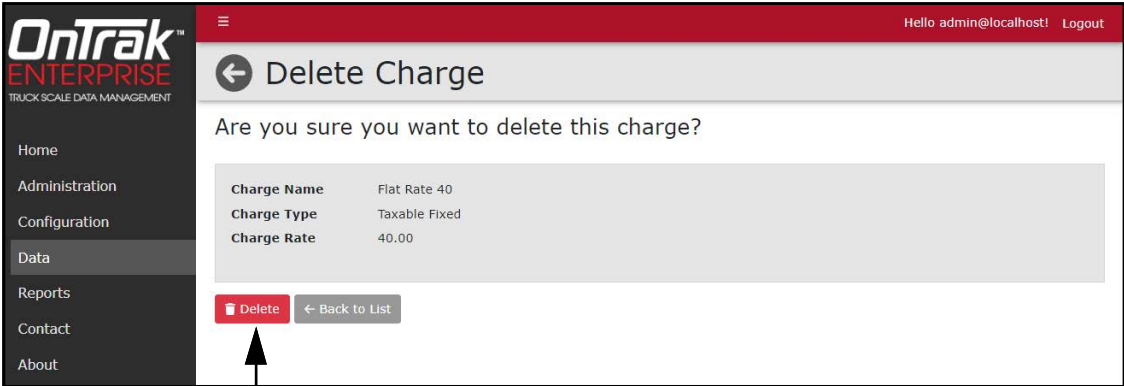 OnTrak™
ENTERPRISE
TRUCK SCALE DATA MANAGEMENT
Home
Administration
Configuration
Data
Reports
Contact
About
Hello admin@localhost! Logout
Delete Charge
Are you sure you want to delete this charge?
Charge Name Flat Rate 40
Charge Type Taxable Fixed
Charge Rate 40.00
Delete ← Back to List